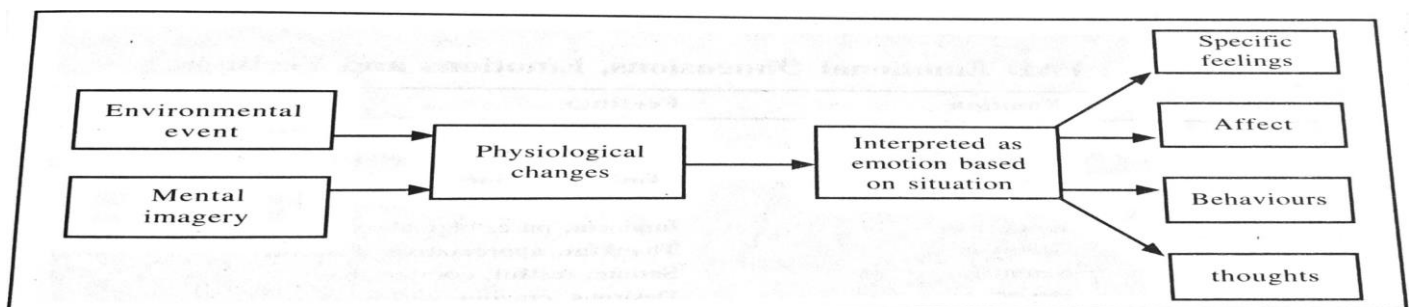 Environmental
event
Mental
imagery
Physiological
changes
Interpreted as
emotion based
on situation
Specific
feelings
Affect
Behaviours
thoughts